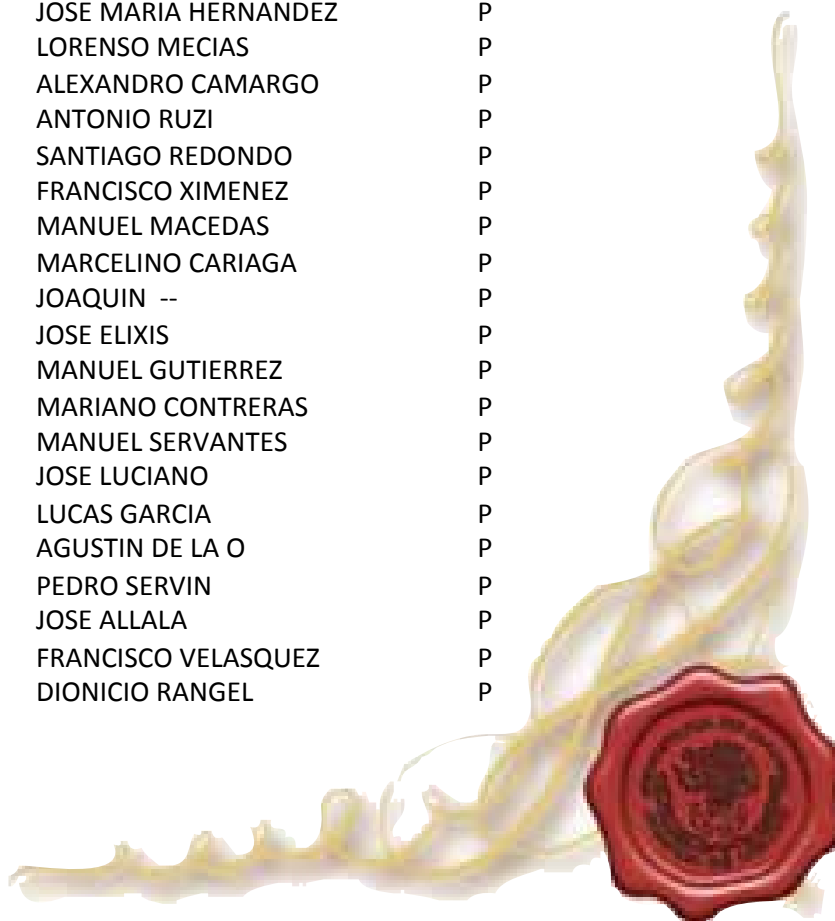 JOSE MARIA HERNANDEZ P
LORENSO MECIAS P
ALEXANDRO CAMARGO P
ANTONIO RUZI P
SANTIAGO REDONDO P
FRANCISCO XIMENEZ P
MANUEL MACEDAS P
MARCELINO CARIAGA P
JOAQUIN -- P
JOSE ELIXIS P
MANUEL GUTIERREZ P
MARIANO CONTRERAS P
MANUEL SERVANTES P
JOSE LUCIANO P
LUCAS GARCIA P
AGUSTIN DE LA O P
PEDRO SERVIN P
JOSE ALLALA P
FRANCISCO VELASQUEZ P
DIONICIO RANGEL P